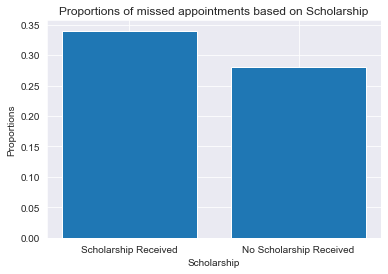 Proportions of missed appointments based on Scholarship
0.35
0.30
0.25
0.20
0.15
0.10
0.05
0.00
Proportions
Scholarship Received
No Scholarship Received
Scholarship